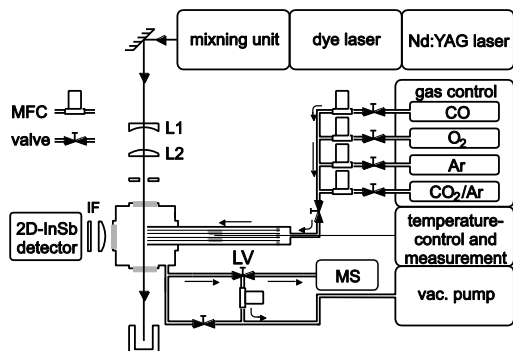 mixning unit
dye laser
Nd:YAG laser
MFC
valve
L1
L2
gas control
CO
O2
Ar
CO2/Ar
IF
2D-InSb
detector
temperature-
control and
measurement
LV
MS
vac. pump